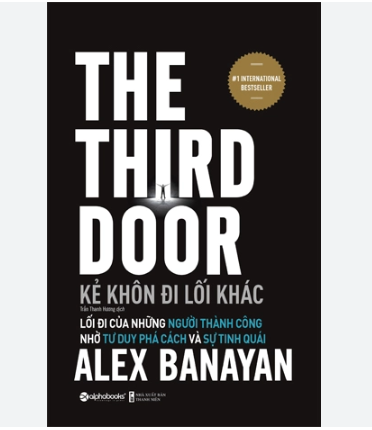 THE
#1 INTERNATIONAL
BESTSELLER
THIRD
DOOR
KẺ KHÔN ĐI LỐI KHÁC
Trần Thanh Hương dịch
LỐI ĐI CỦA NHỮNG NGƯỜI THÀNH CÔNG
NHỜ TƯ DUY PHÁ CÁCH VÀ SỰ TINH QUÁI
ALEX BANAYAN
alphabooks
NHÀ XUẤT BẢN
THANH NIÊN